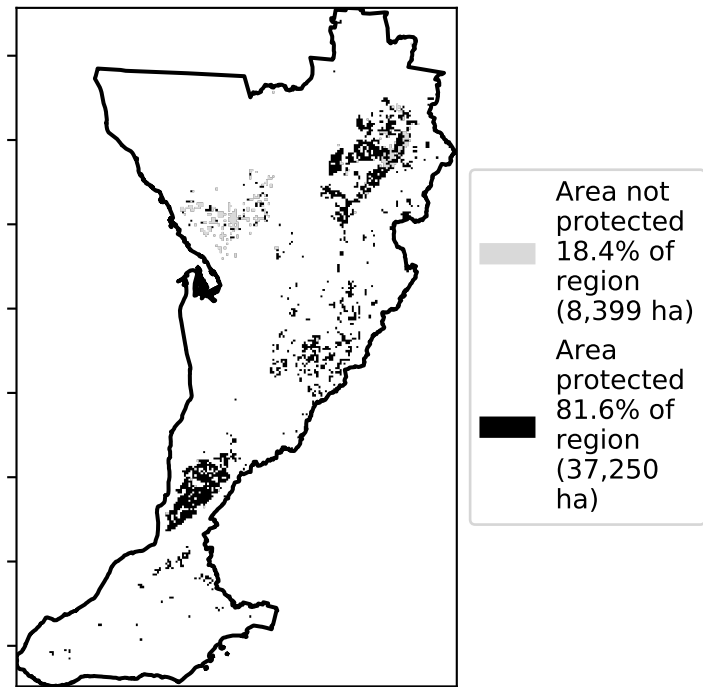 Area not
protected
18.4% of
region
(8,399 ha)
Area
protected
81.6% of
region
(37,250
ha)